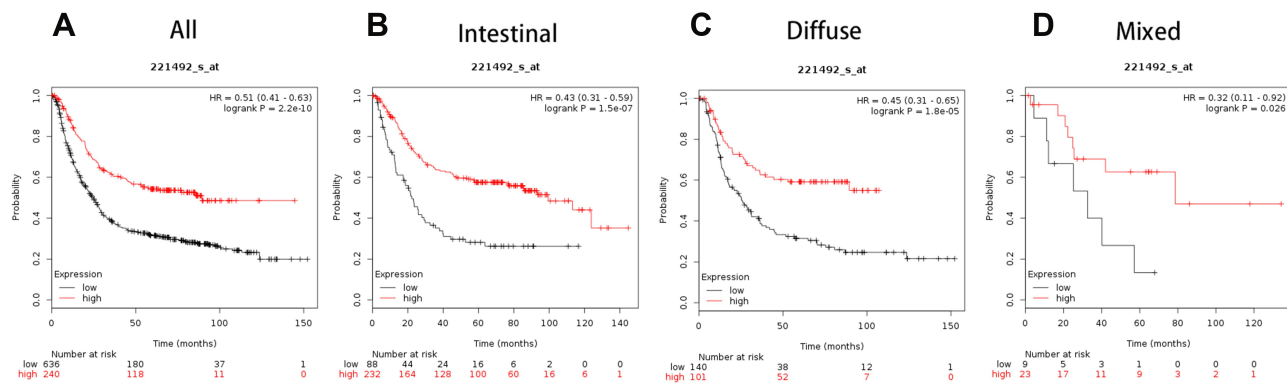 A All
221492_s_at
HR = 0.51 (0.41 - 0.63)
logrank P = 2.2e-10
Probability
1.0
0.8
0.6
0.4
0.2
0.0
Expression
low
high
0 50 100 150
Time (months)
Number at risk
low 636 180 37 1
high 240 118 11 0
B Intestinal
221492_s_at
HR = 0.43 (0.31 - 0.59)
logrank P = 1.5e-07
Probability
1.0
0.8
0.6
0.4
0.2
0.0
Expression
low
high
0 20 40 60 80 100 120 140
Time (months)
Number at risk
low 88 44 24 16 6 2 0 0
high 232 164 128 100 60 16 6 1
C Diffuse
221492_s_at
HR = 0.45 (0.31 - 0.65)
logrank P = 1.8e-05
Probability
1.0
0.8
0.6
0.4
0.2
0.0
Expression
low
high
0 50 100 150
Time (months)
Number at risk
low 140 38 12 1
high 101 52 7 0
D Mixed
221492_s_at
HR = 0.32 (0.11 - 0.92)
logrank P = 0.026
Probability
1.0
0.8
0.6
0.4
0.2
0.0
Expression
low
high
0 20 40 60 80 100 120
Time (months)
Number at risk
low 9 5 3 1 0 0 0
high 23 17 11 9 3 2 1